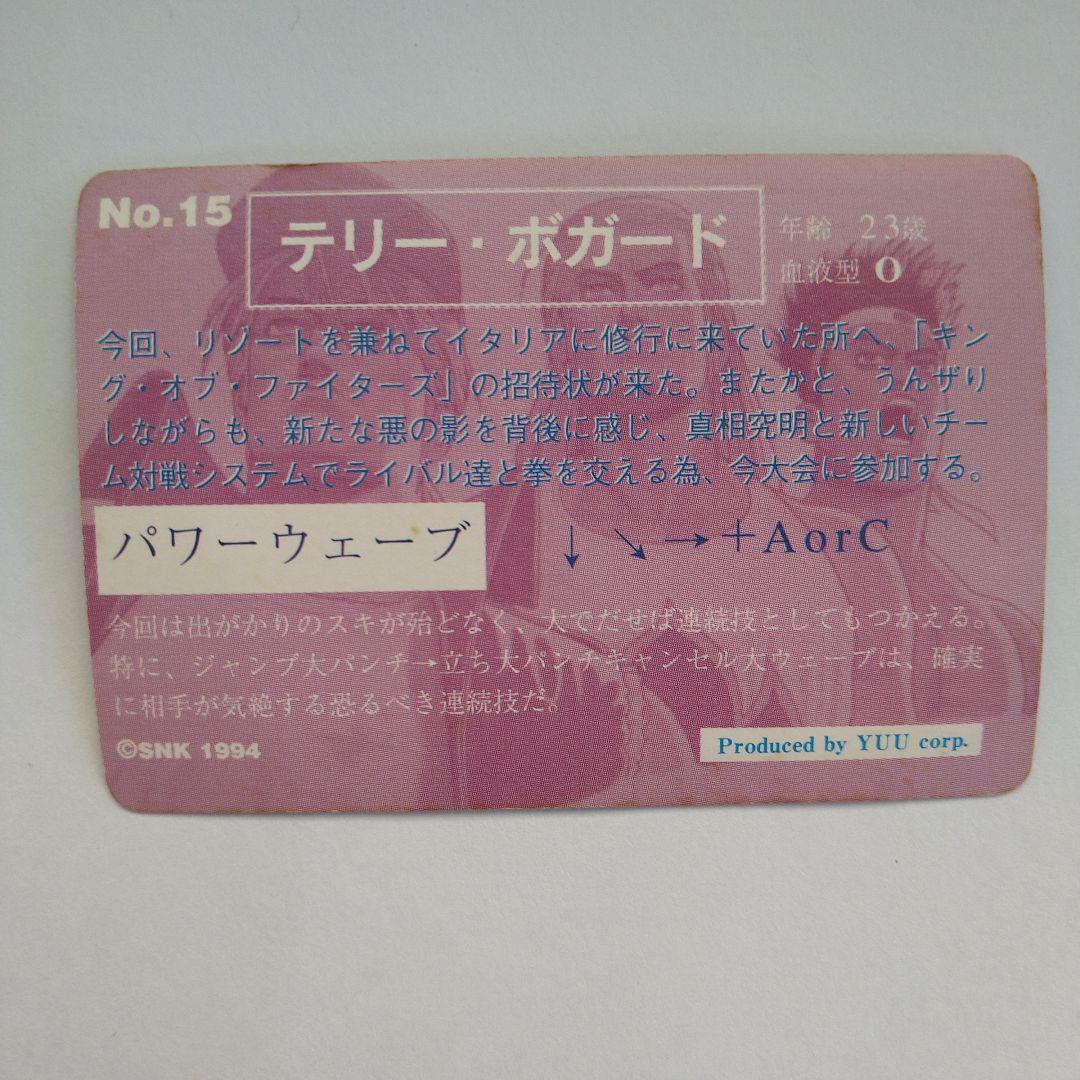 No.15
テリー・ボガード
年齢 23歳
血液型 O
今回、リゾートを兼ねてイタリアに修行に来ていた所へ、「キン
グ・オブ・ファイターズ」の招待状が来た。またかと、うんざり
しながらも、新たな悪の影を背後に感じ、真相究明と新しいチー
ム対戦システムでライバル達と拳を交える為、今大会に参加する。
パワーウェーブ
↓ ↘ → +AorC
今回は出がかりのスキが殆どなく、大でだせば連続技としてもつかえる。
特に、ジャンプ大パンチ→立ち大パンチキャンセル大ウェーブは、確実
に相手が気絶する恐るべき連続技だ。
©SNK 1994
Produced by YUU corp.